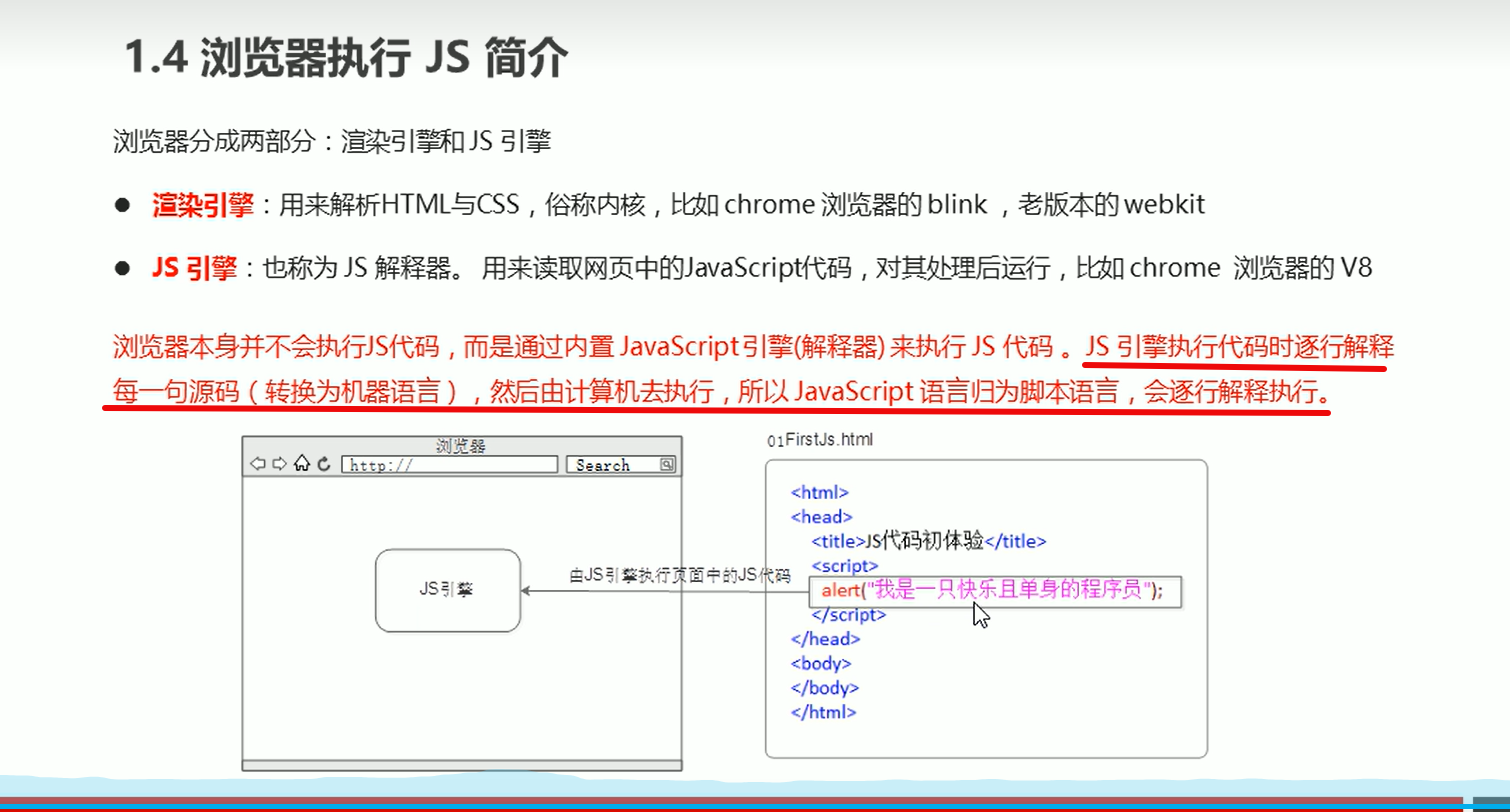 1.4 浏览器执行 JS 简介
浏览器分成两部分：渲染引擎和 JS 引擎
● 渲染引擎：用来解析HTML与CSS，俗称内核，比如 chrome 浏览器的 blink ，老版本的 webkit
● JS 引擎：也称为 JS 解释器。 用来读取网页中的JavaScript代码，对其处理后运行，比如 chrome 浏览器的 V8
浏览器本身并不会执行JS代码，而是通过内置 JavaScript 引擎(解释器) 来执行 JS 代码 。JS 引擎执行代码时逐行解释
每一句源码（转换为机器语言），然后由计算机去执行，所以 JavaScript 语言归为脚本语言，会逐行解释执行。
浏览器
http://
Search
JS引擎
由JS引擎执行页面中的JS代码
01FirstJs.html
<html>
<head>
<title>JS代码初体验</title>
<script>
alert("我是一只快乐且单身的程序员");
</script>
</head>
<body>
</body>
</html>